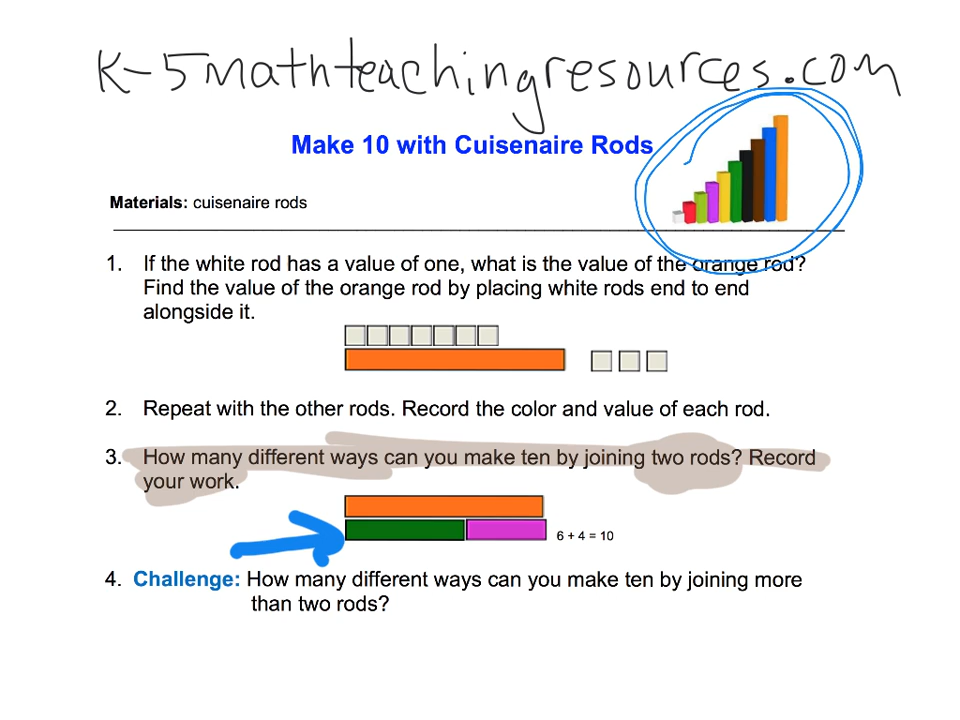 K-5mathteachingresources.com
Make 10 with Cuisenaire Rods
Materials: cuisenaire rods
1. If the white rod has a value of one, what is the value of the orange rod?
Find the value of the orange rod by placing white rods end to end
alongside it.
2. Repeat with the other rods. Record the color and value of each rod.
3. How many different ways can you make ten by joining two rods? Record
your work.
6 + 4 = 10
4. Challenge: How many different ways can you make ten by joining more
than two rods?